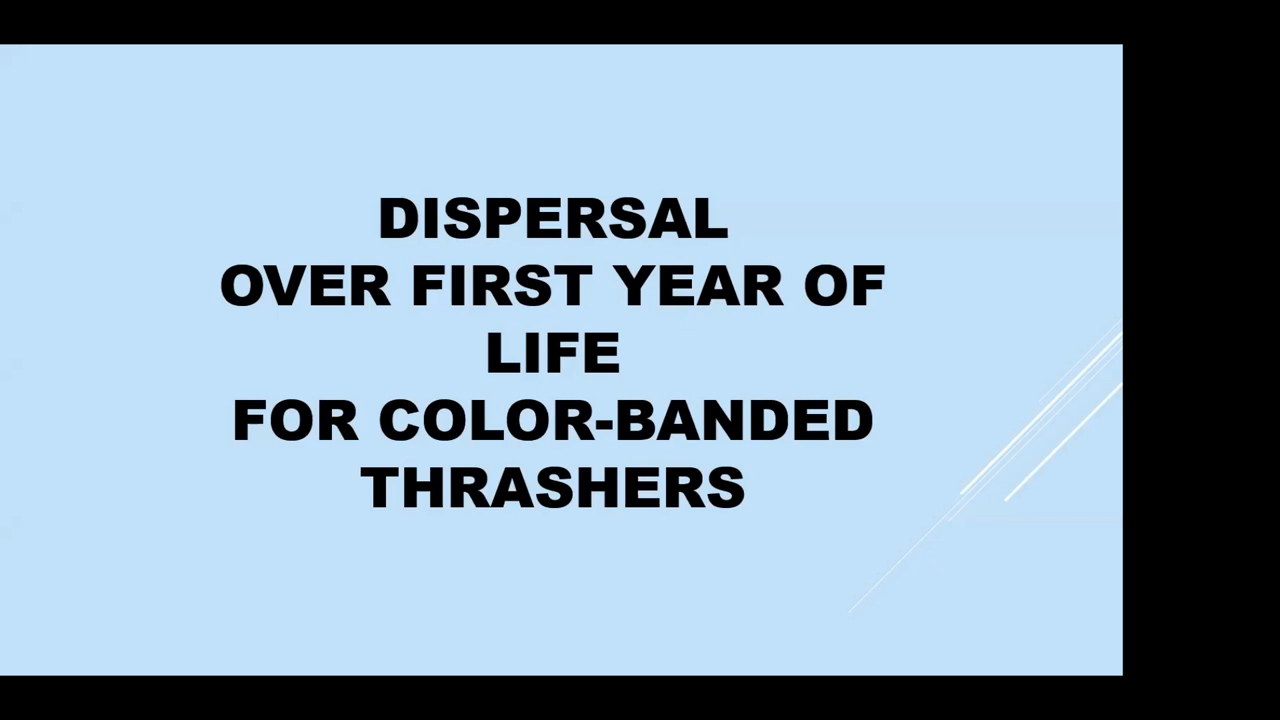 DISPERSAL
OVER FIRST YEAR OF
LIFE
FOR COLOR-BANDED
THRASHERS